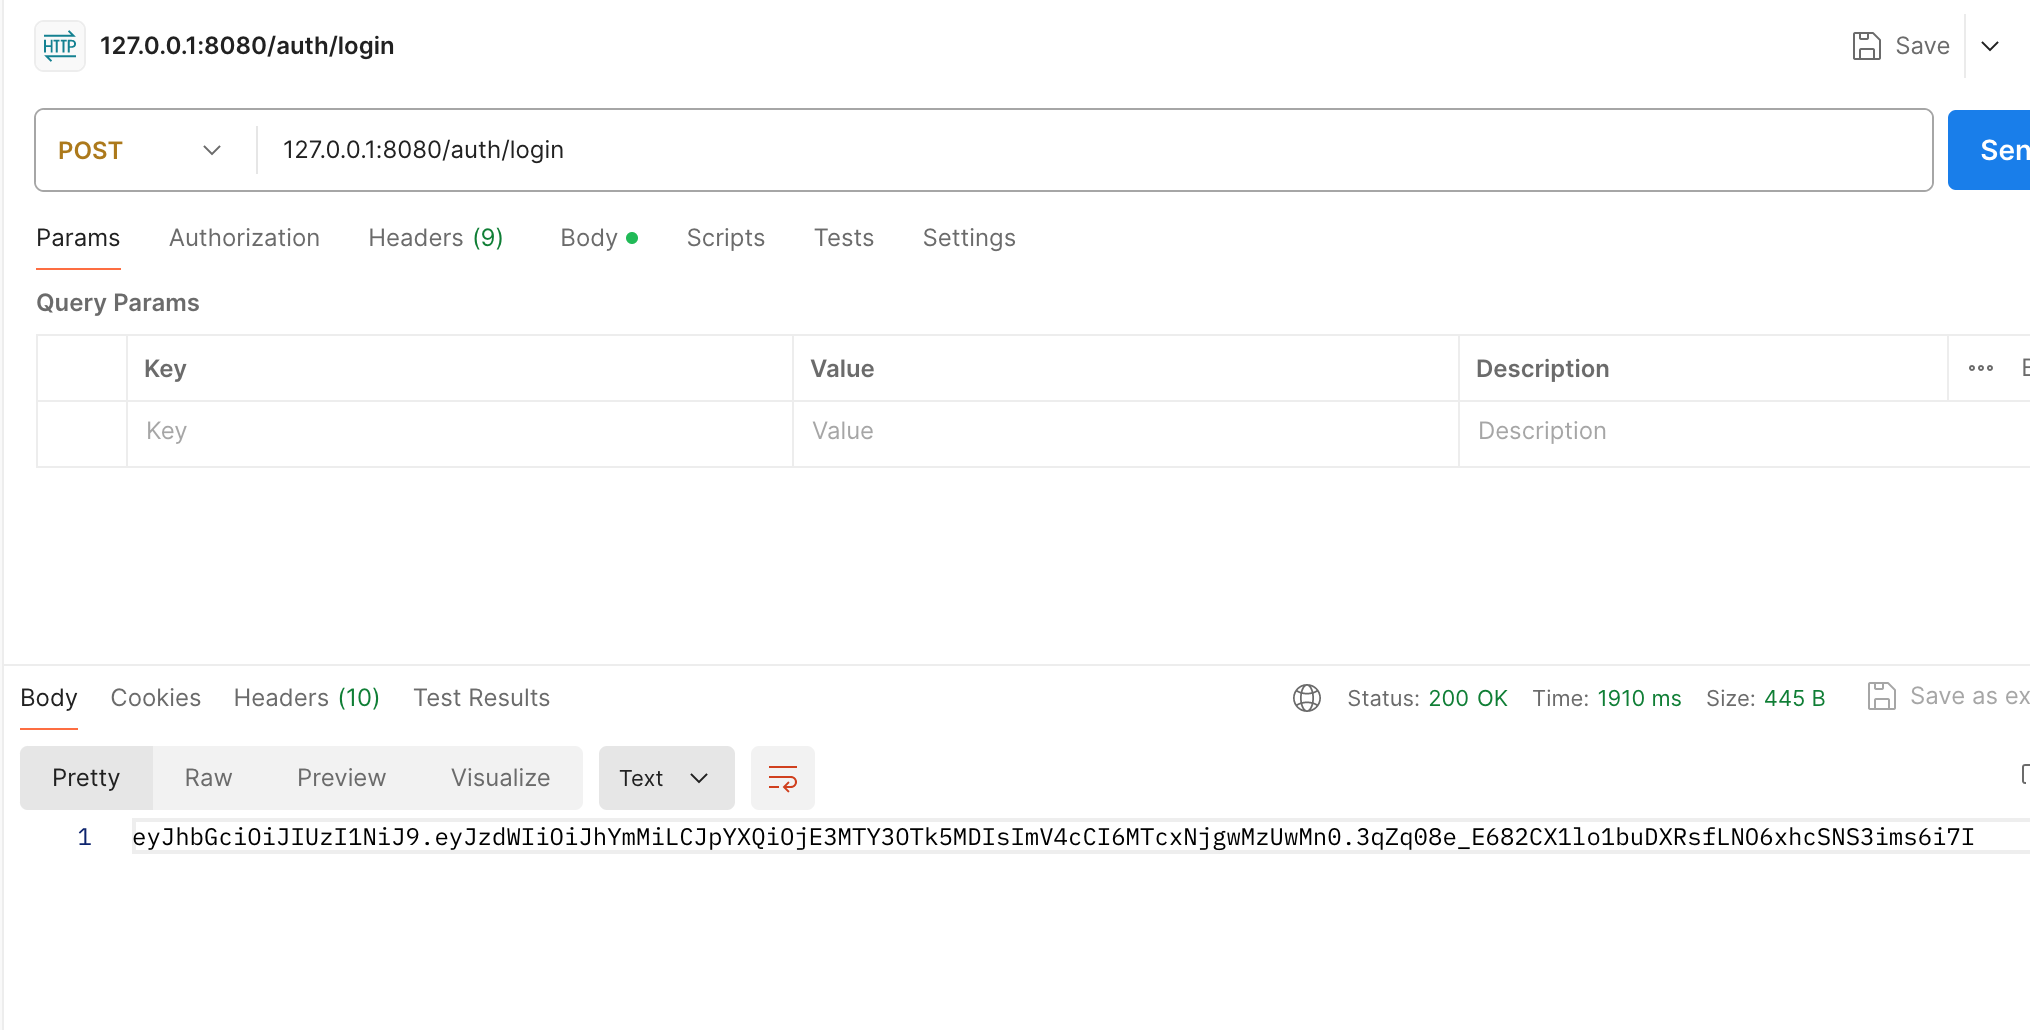 HTTP 127.0.0.1:8080/auth/login Save
POST 127.0.0.1:8080/auth/login Sen
Params Authorization Headers (9) Body Scripts Tests Settings
Query Params
Key Value Description
Key Value Description
Body Cookies Headers (10) Test Results Status: 200 OK Time: 1910 ms Size: 445 B Save as ex
Pretty Raw Preview Visualize Text
1 eyJhbGciOiJIUzI1NiJ9.eyJzdWIiOiJhYmMiLCJpYXQiOjE3MTY3OTk5MDIsImV4cCI6MTcxNjgwMzUwMn0.3qZq08e_E682CX1lo1buDXRsfLNO6xhcSNS3ims6i7I